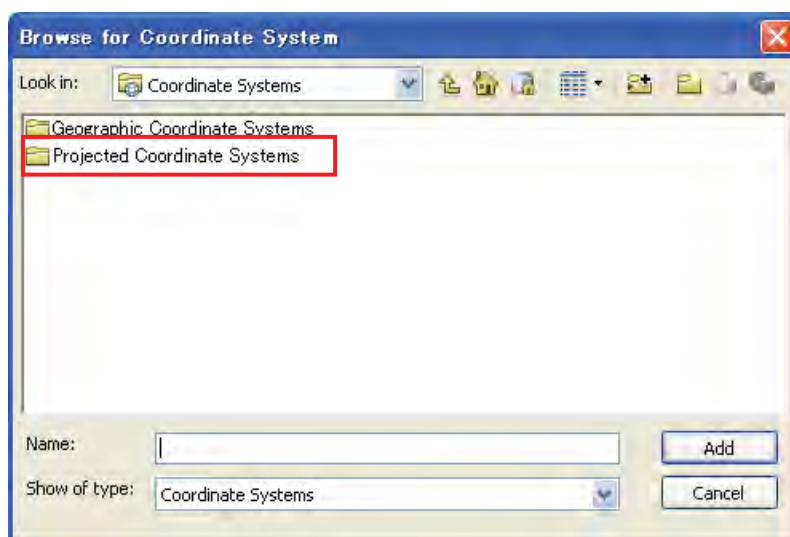 Browse for Coordinate System
Look in: Coordinate Systems
Geographic Coordinate Systems
Projected Coordinate Systems
Name: Add
Show of type: Coordinate Systems Cancel